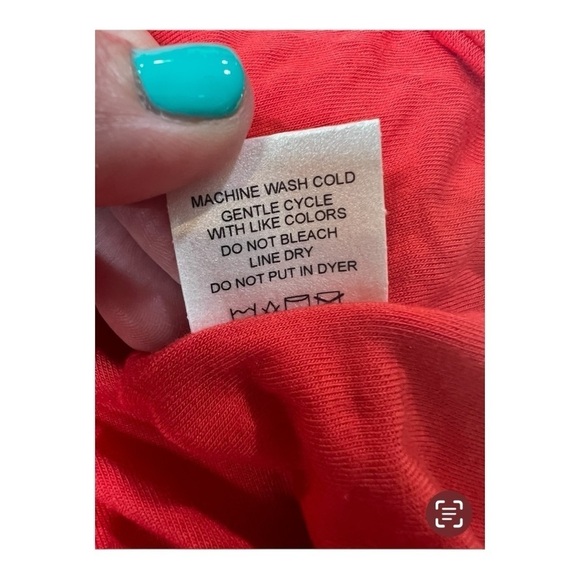 MACHINE WASH COLD
GENTLE CYCLE
WITH LIKE COLORS
DO NOT BLEACH
LINE DRY
DO NOT PUT IN DYER